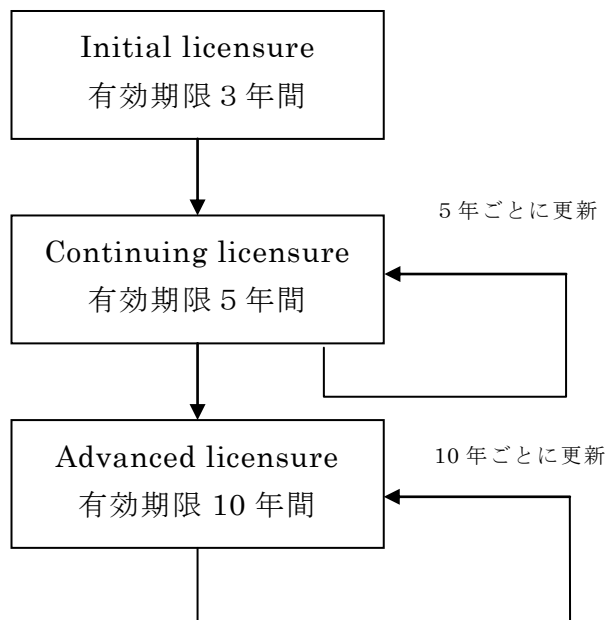 Initial licensure
有効期限３年間
5年ごとに更新
Continuing licensure
有効期限５年間
10年ごとに更新
Advanced licensure
有効期限 10 年間